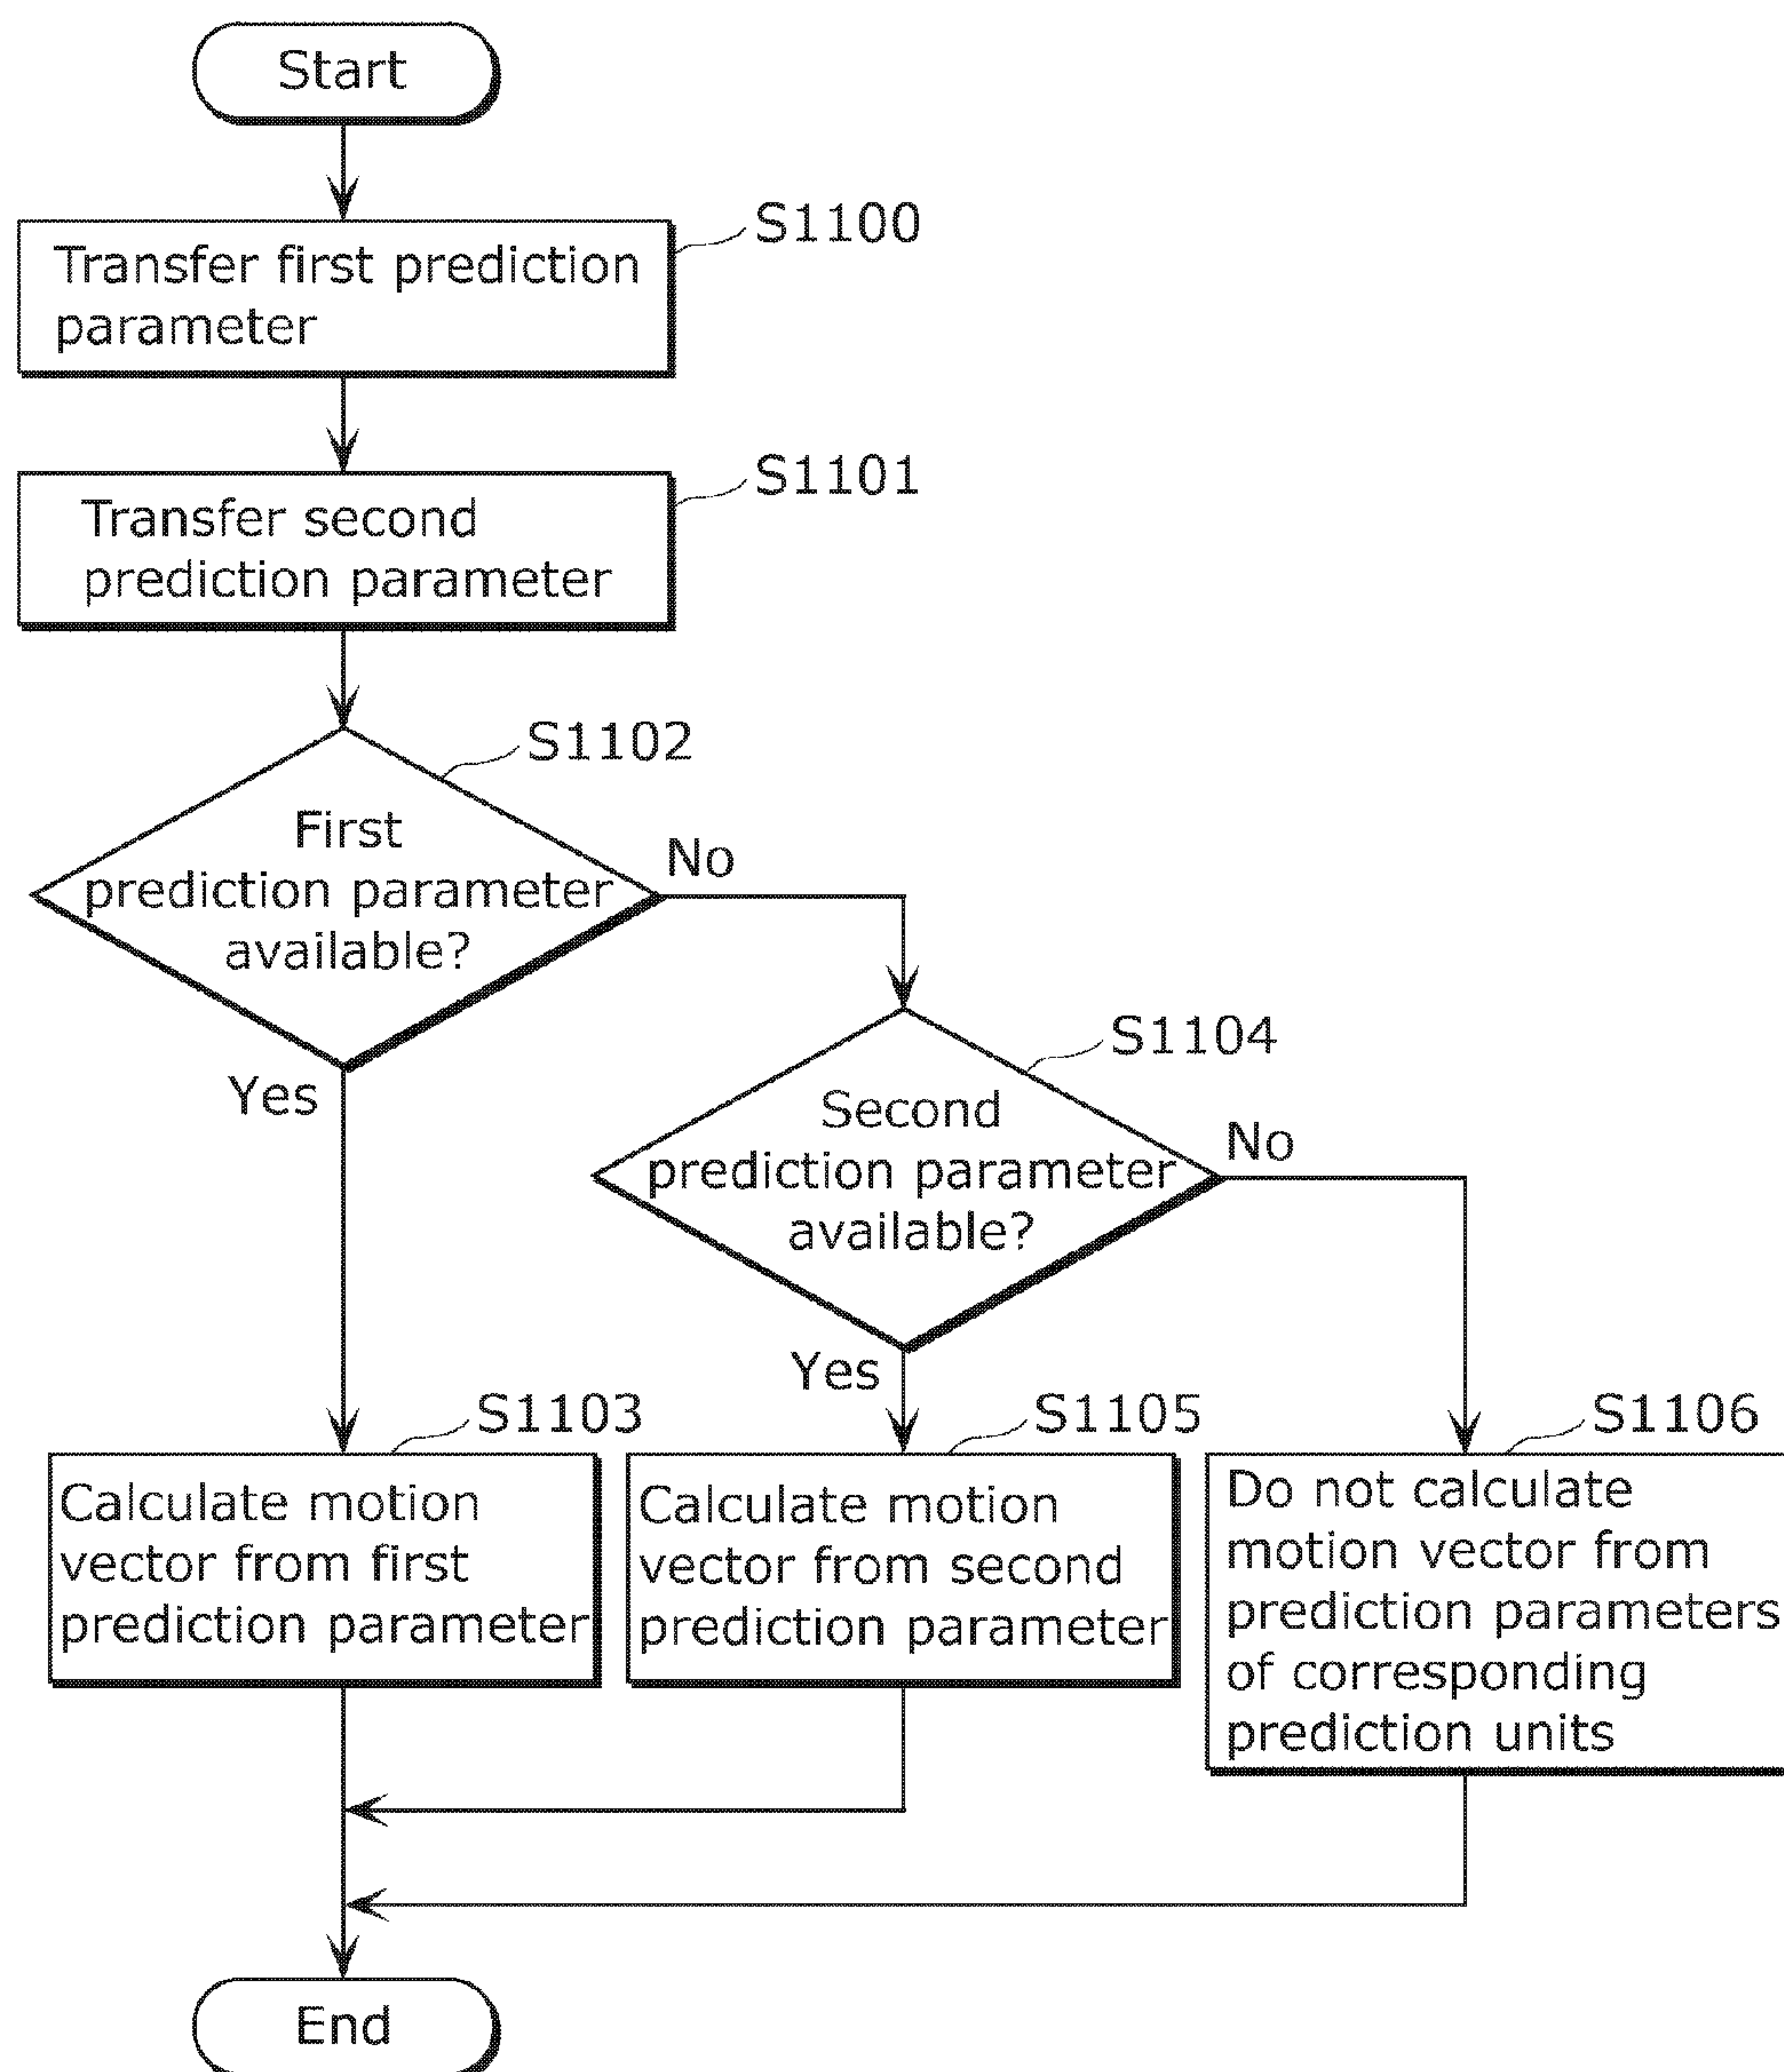 Start
S1100
Transfer first prediction
parameter
S1101
Transfer second
prediction parameter
S1102
First
prediction parameter
available?
No
Yes
S1104
Second
prediction parameter
available?
No
Yes
S1103
Calculate motion
vector from first
prediction parameter
S1105
Calculate motion
vector from second
prediction parameter
S1106
Do not calculate
motion vector from
prediction parameters
of corresponding
prediction units
End